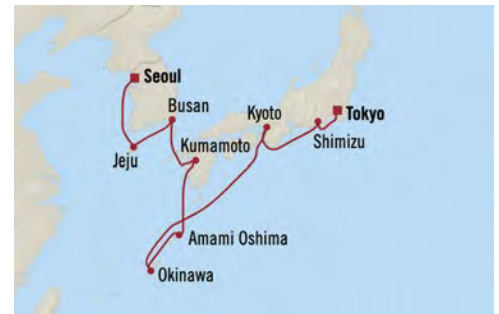 Seoul
Busan
Kyoto
Tokyo
Jeju
Kumamoto
Shimizu
Amami Oshima
Okinawa